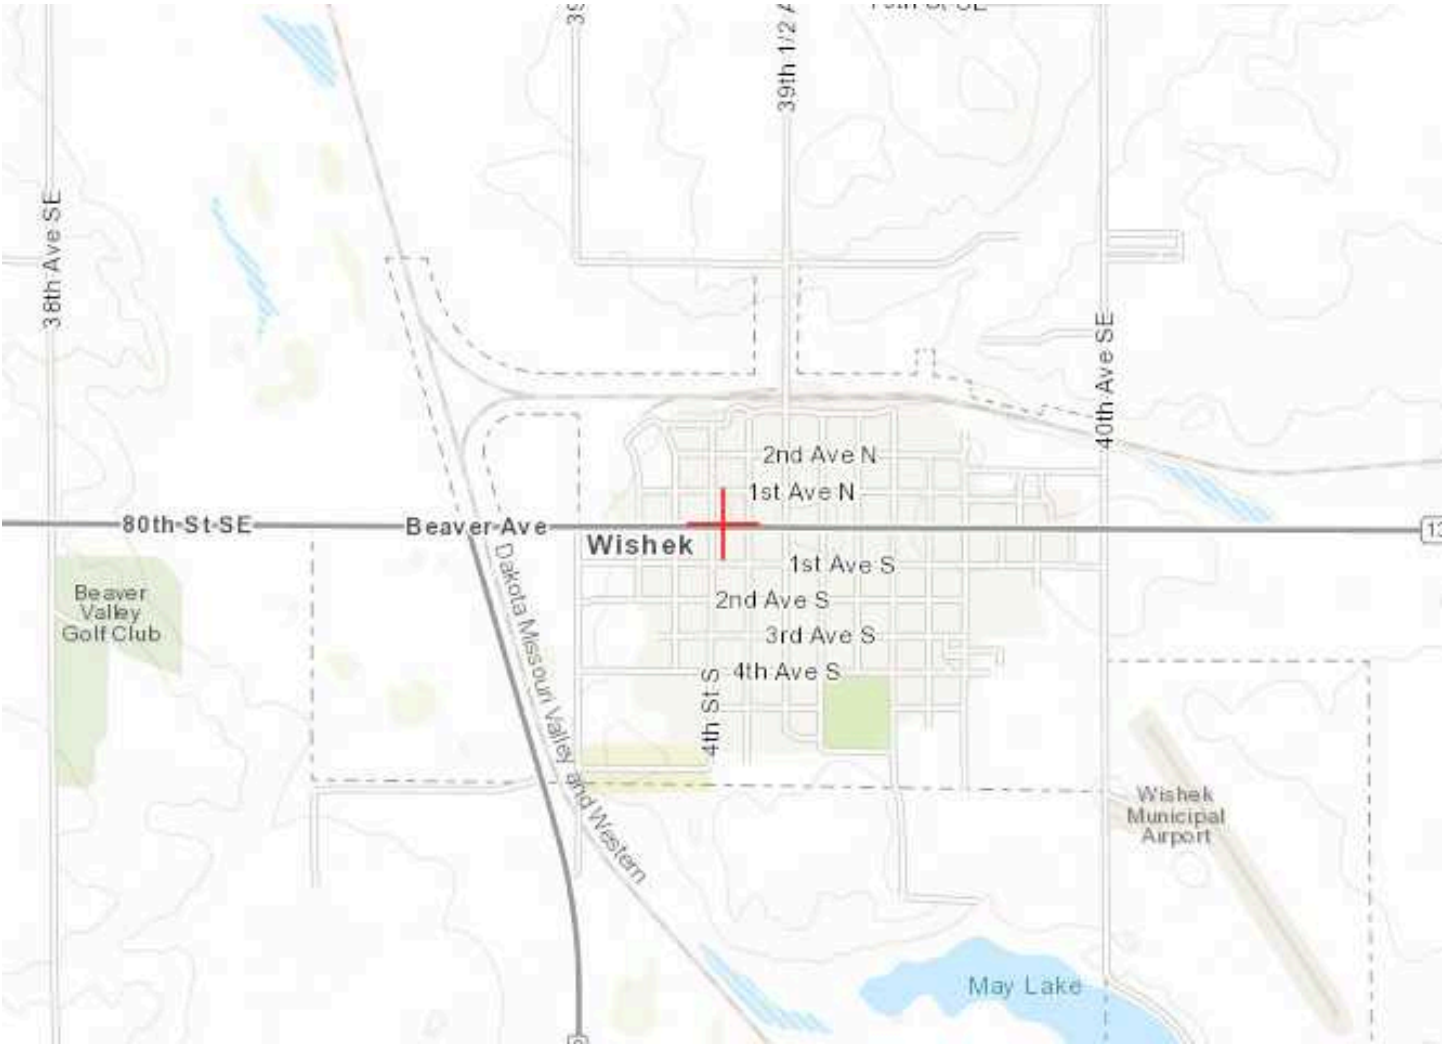 39th 1/2
38th Ave SE
40th Ave SE
2nd Ave N
1st Ave N
80th St SE
Beaver Ave
13
Wishek
1st Ave S
Beaver
Valley
Golf Club
2nd Ave S
3rd Ave S
4th Ave S
4th St S
Dakota Missouri Valley and Western
Wishek
Municipal
Airport
May Lake